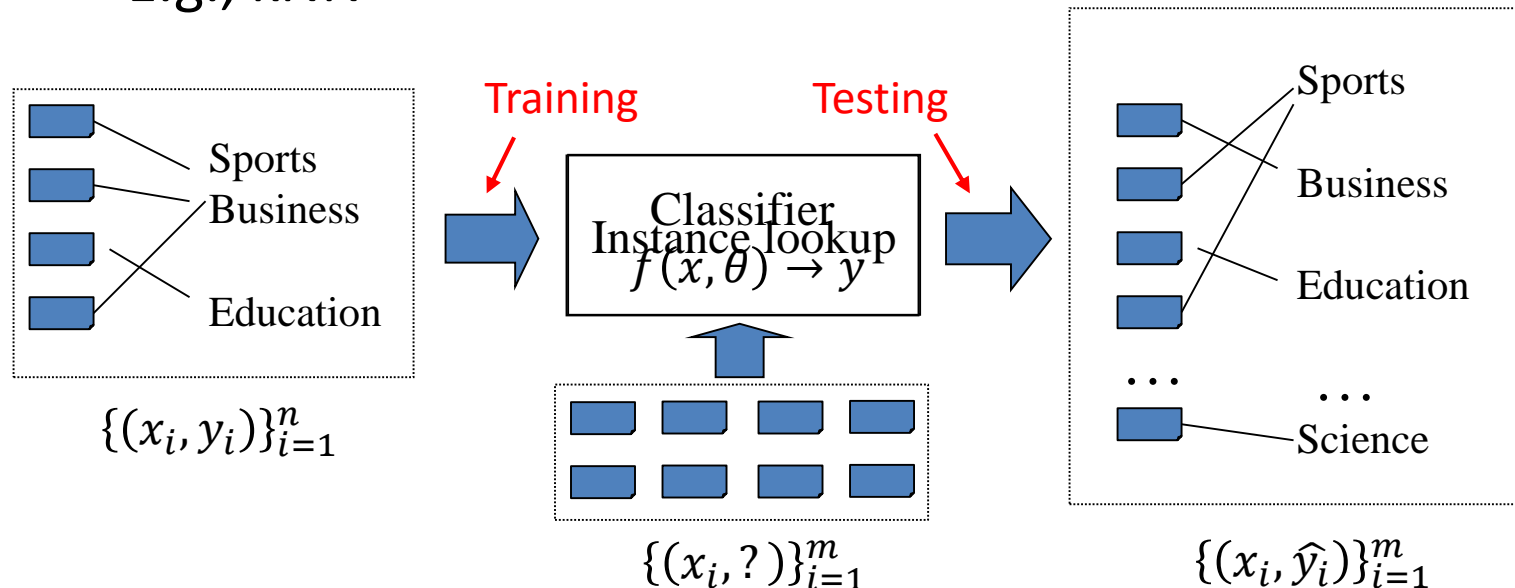 Training
Testing
Sports
Business
Education
Classifier
Instance lookup
f(x, θ) → y
Sports
Business
Education
... ...
Science
{(x_i, y_i)}_{i=1}^n
{(x_i, ? )}_{i=1}^m
{(x_i, ŷ_i)}_{i=1}^m